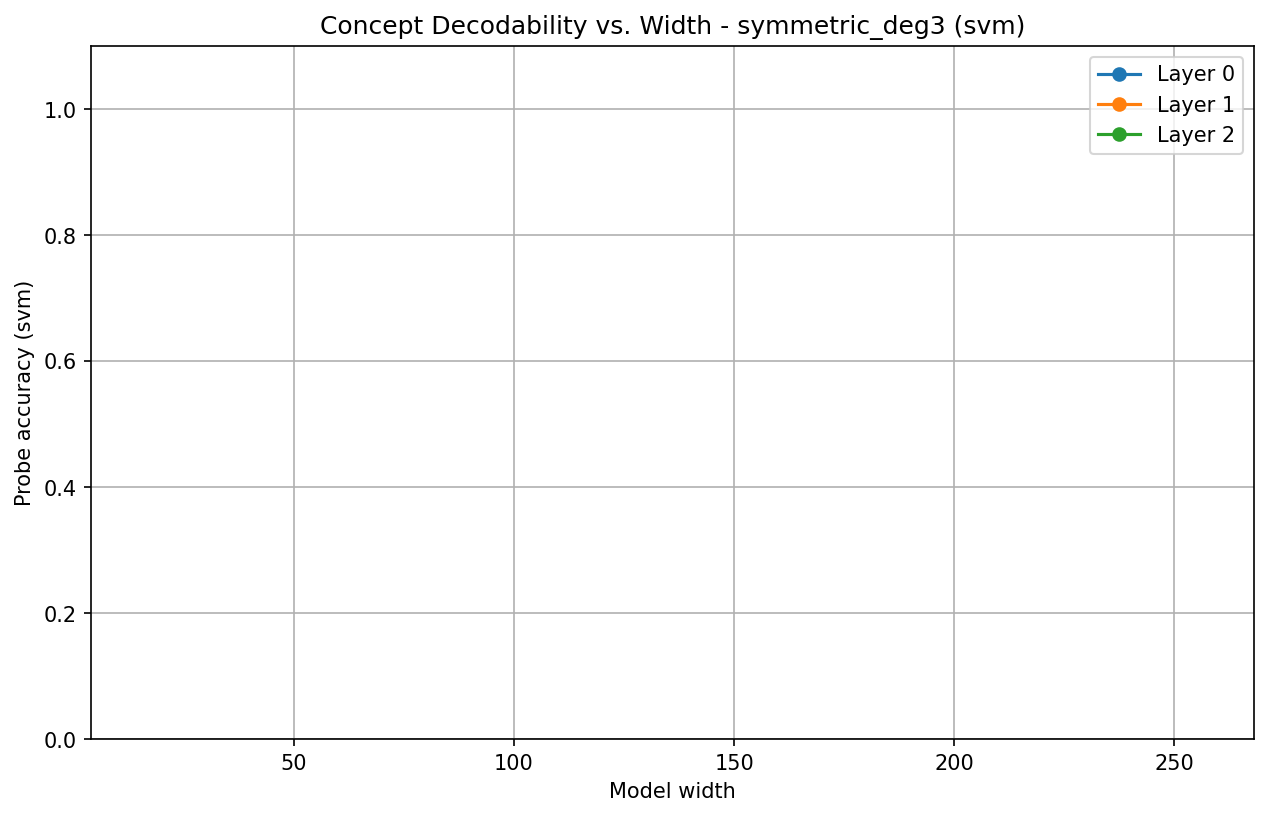 Concept Decodability vs. Width - symmetric_deg3 (svm)
Layer 0
Layer 1
Layer 2
Probe accuracy (svm)
1.0
0.8
0.6
0.4
0.2
0.0
50 100 150 200 250
Model width